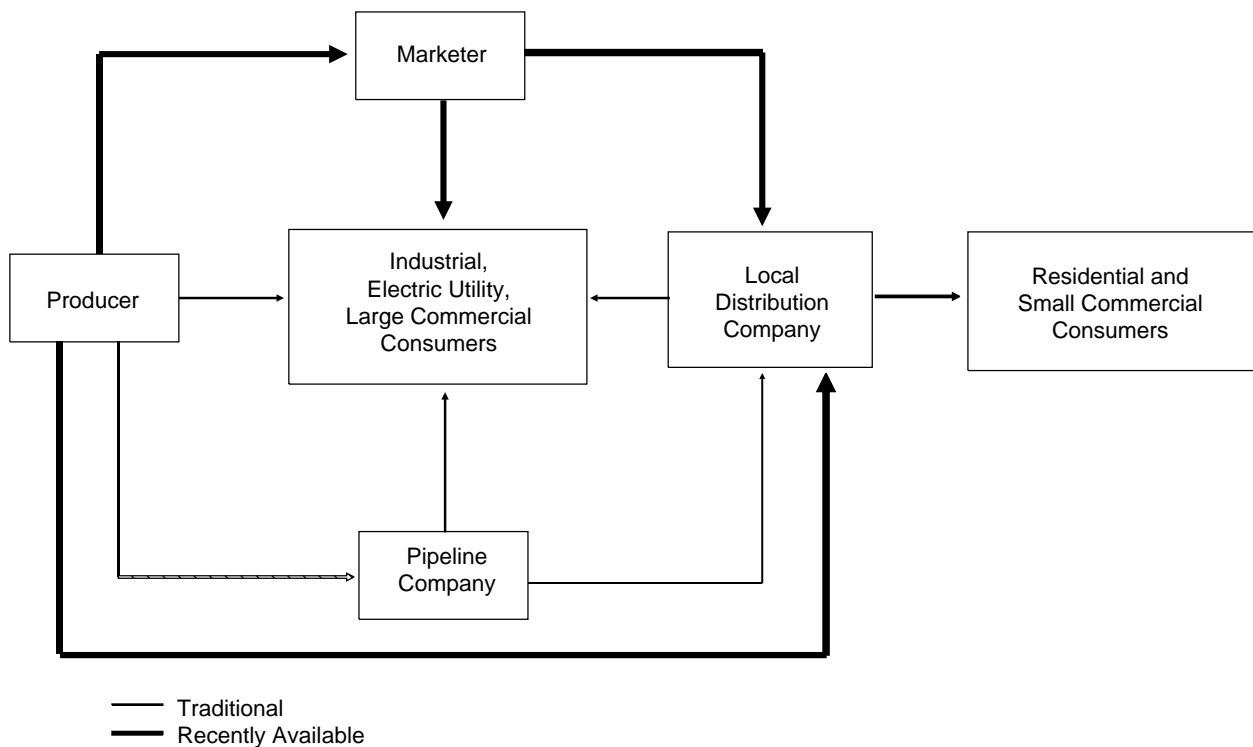 Marketer
Producer
Industrial,
Electric Utility,
Large Commercial
Consumers
Local
Distribution
Company
Residential and
Small Commercial
Consumers
Pipeline
Company
Traditional
Recently Available